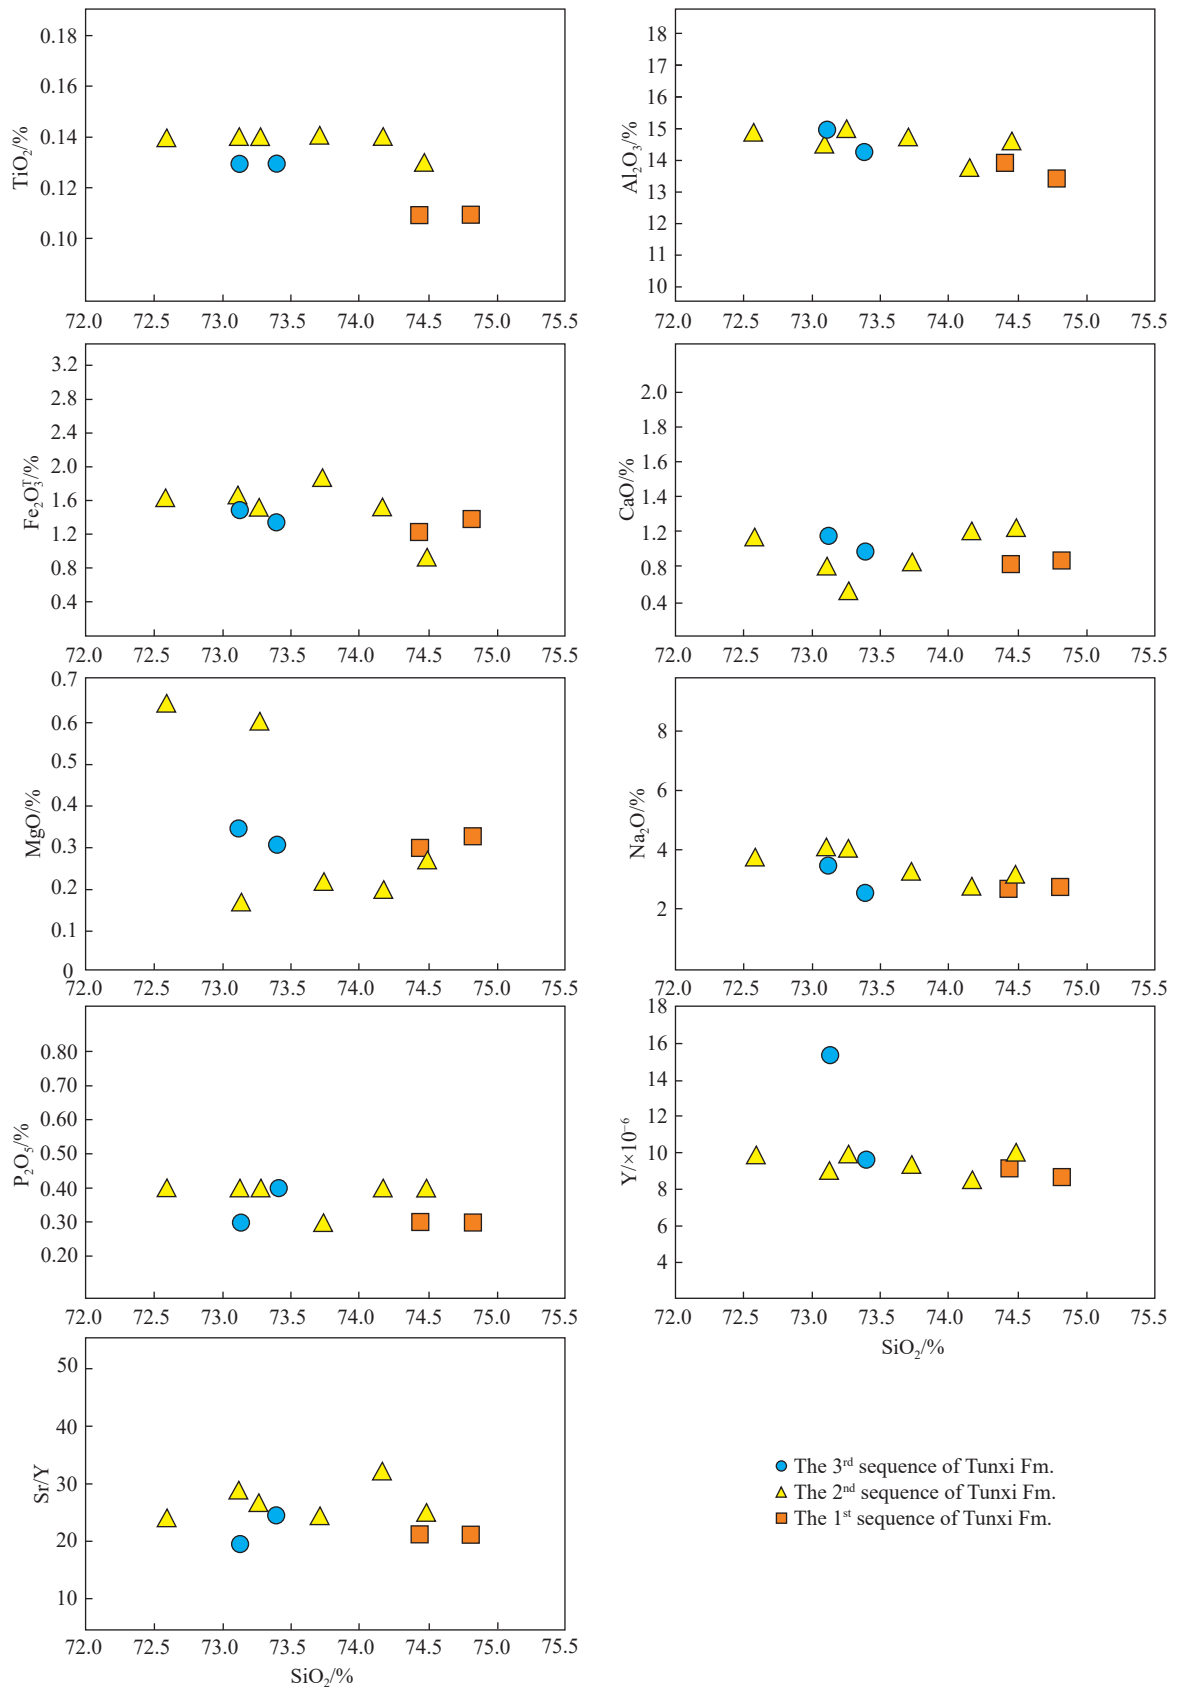 0.18
0.16
0.14
0.12
0.10
TiO₂/%
72.0 72.5 73.0 73.5 74.0 74.5 75.0 75.5
18
17
16
15
14
13
12
11
10
Al₂O₃/%
72.0 72.5 73.0 73.5 74.0 74.5 75.0 75.5
3.2
2.8
2.4
2.0
1.6
1.2
0.8
0.4
Fe₂O₃ᵀ/%
72.0 72.5 73.0 73.5 74.0 74.5 75.0 75.5
2.0
1.6
1.4
1.2
0.8
0.4
CaO/%
72.0 72.5 73.0 73.5 74.0 74.5 75.0 75.5
0.7
0.6
0.5
0.4
0.3
0.2
0.1
0
MgO/%
72.0 72.5 73.0 73.5 74.0 74.5 75.0 75.5
8
6
4
2
Na₂O/%
72.0 72.5 73.0 73.5 74.0 74.5 75.0 75.5
0.80
0.70
0.60
0.50
0.40
0.30
0.20
P₂O₅/%
72.0 72.5 73.0 73.5 74.0 74.5 75.0 75.5
18
16
14
12
10
8
6
4
Y/×10⁻⁶
72.0 72.5 73.0 73.5 74.0 74.5 75.0 75.5
SiO₂/%
50
40
30
20
10
Sr/Y
72.0 72.5 73.0 73.5 74.0 74.5 75.0 75.5
SiO₂/%
The 3ʳᵈ sequence of Tunxi Fm.
The 2ⁿᵈ sequence of Tunxi Fm.
The 1ˢᵗ sequence of Tunxi Fm.